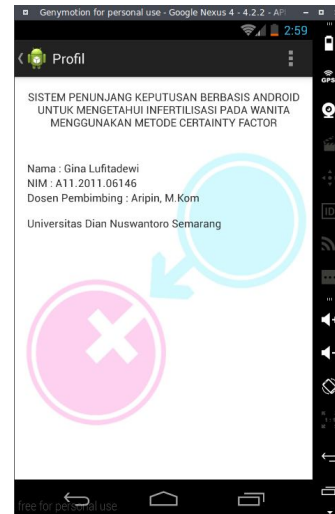 Genymotion for personal use - Google Nexus 4 - 4.2.2 - API
2:59
Profil
SISTEM PENUNJANG KEPUTUSAN BERBASIS ANDROID
UNTUK MENGETAHUI INFERTILISASI PADA WANITA
MENGGUNAKAN METODE CERTAINTY FACTOR
Nama : Gina Lufitadewi
NIM : A11.2011.06146
Dosen Pembimbing : Aripin, M.Kom
Universitas Dian Nuswantoro Semarang
free for personal use
GPS
ID